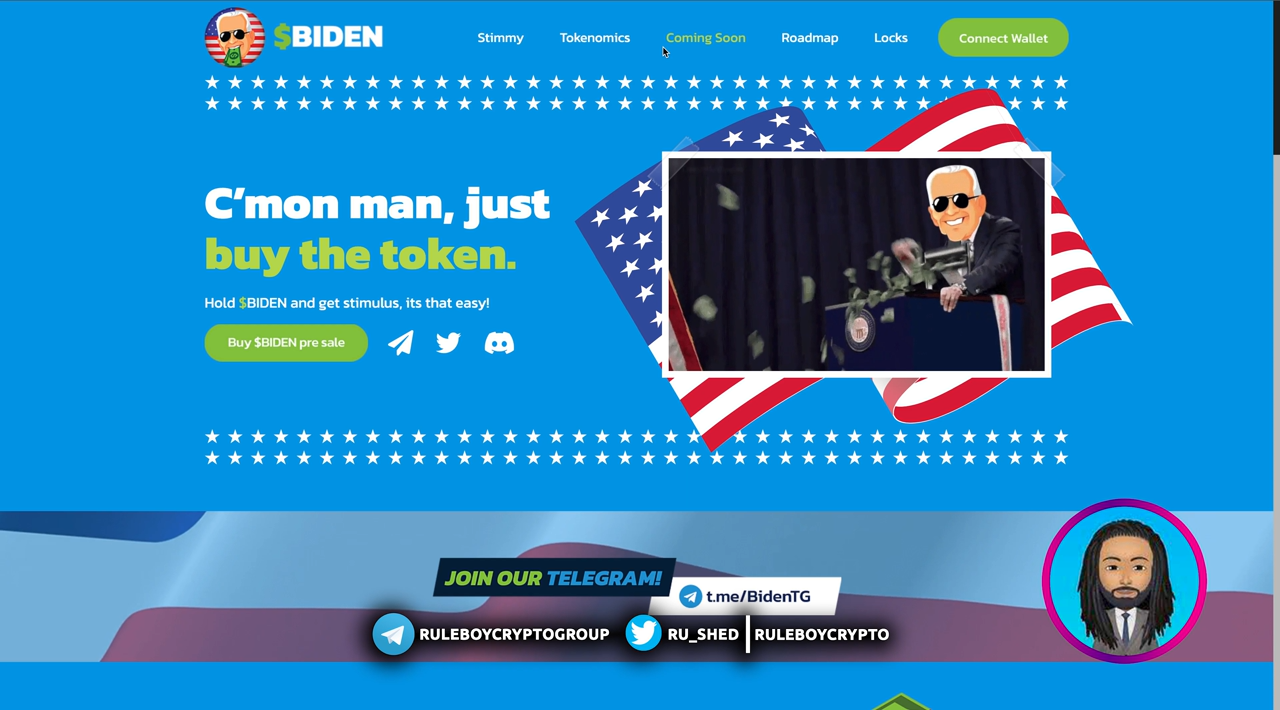 $BIDEN
Stimmy
Tokenomics
Coming Soon
Roadmap
Locks
Connect Wallet
C'mon man, just
buy the token.
Hold $BIDEN and get stimulus, its that easy!
Buy $BIDEN pre sale
JOIN OUR TELEGRAM!
t.me/BidenTG
RULEBOYCRYPTOGROUP
RU_SHED | RULEBOYCRYPTO